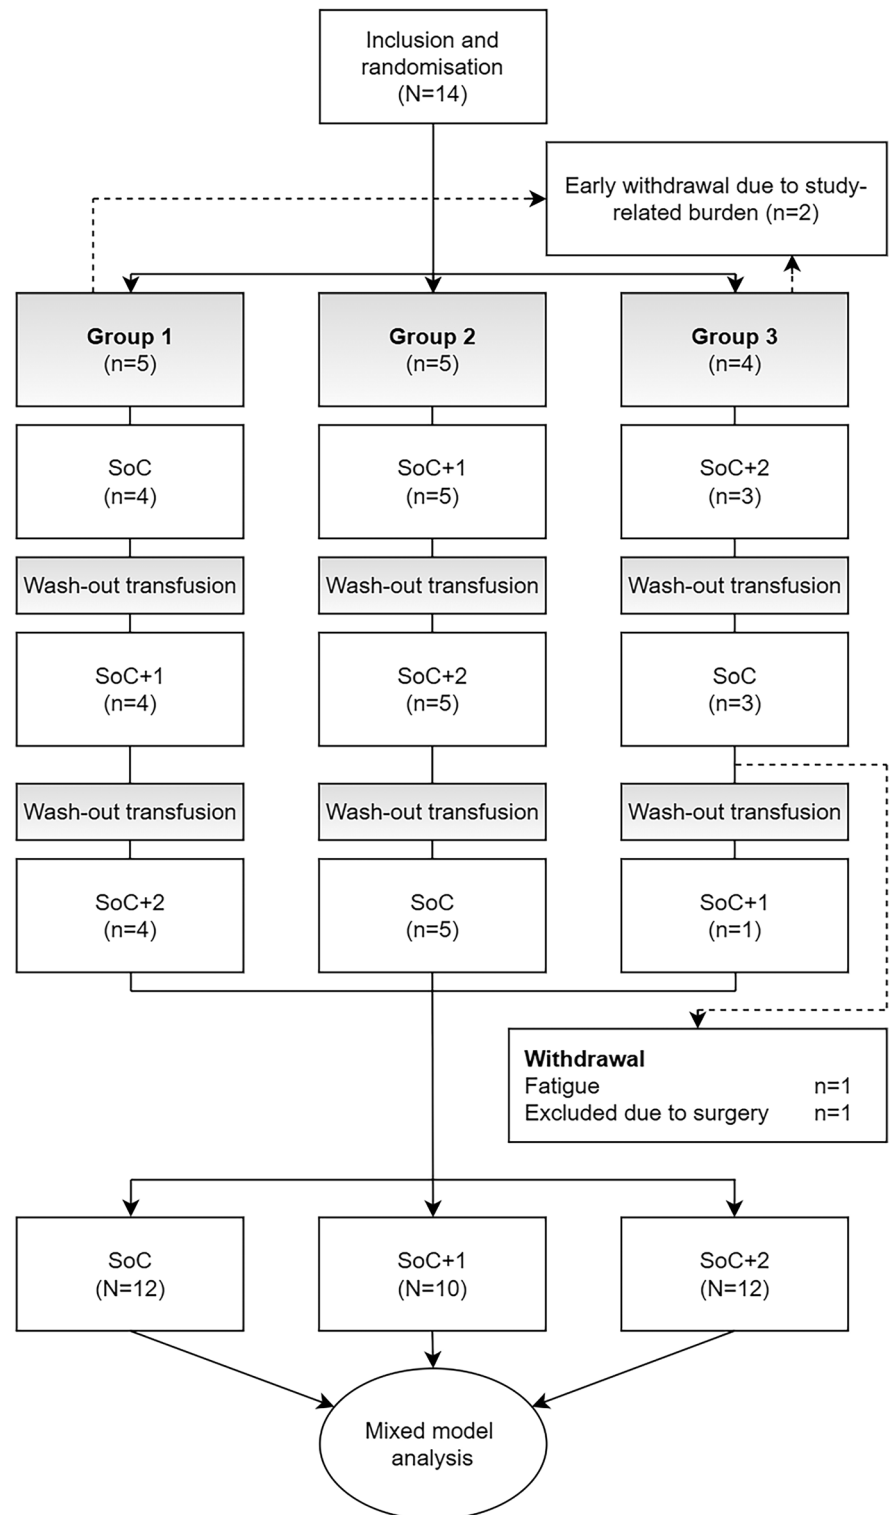 Inclusion and
randomisation
(N=14)
Early withdrawal due to study-
related burden (n=2)
Group 1
(n=5)
Group 2
(n=5)
Group 3
(n=4)
SoC
(n=4)
SoC+1
(n=5)
SoC+2
(n=3)
Wash-out transfusion
Wash-out transfusion
Wash-out transfusion
SoC+1
(n=4)
SoC+2
(n=5)
SoC
(n=3)
Wash-out transfusion
Wash-out transfusion
Wash-out transfusion
SoC+2
(n=4)
SoC
(n=5)
SoC+1
(n=1)
Withdrawal
Fatigue n=1
Excluded due to surgery n=1
SoC
(N=12)
SoC+1
(N=10)
SoC+2
(N=12)
Mixed model
analysis